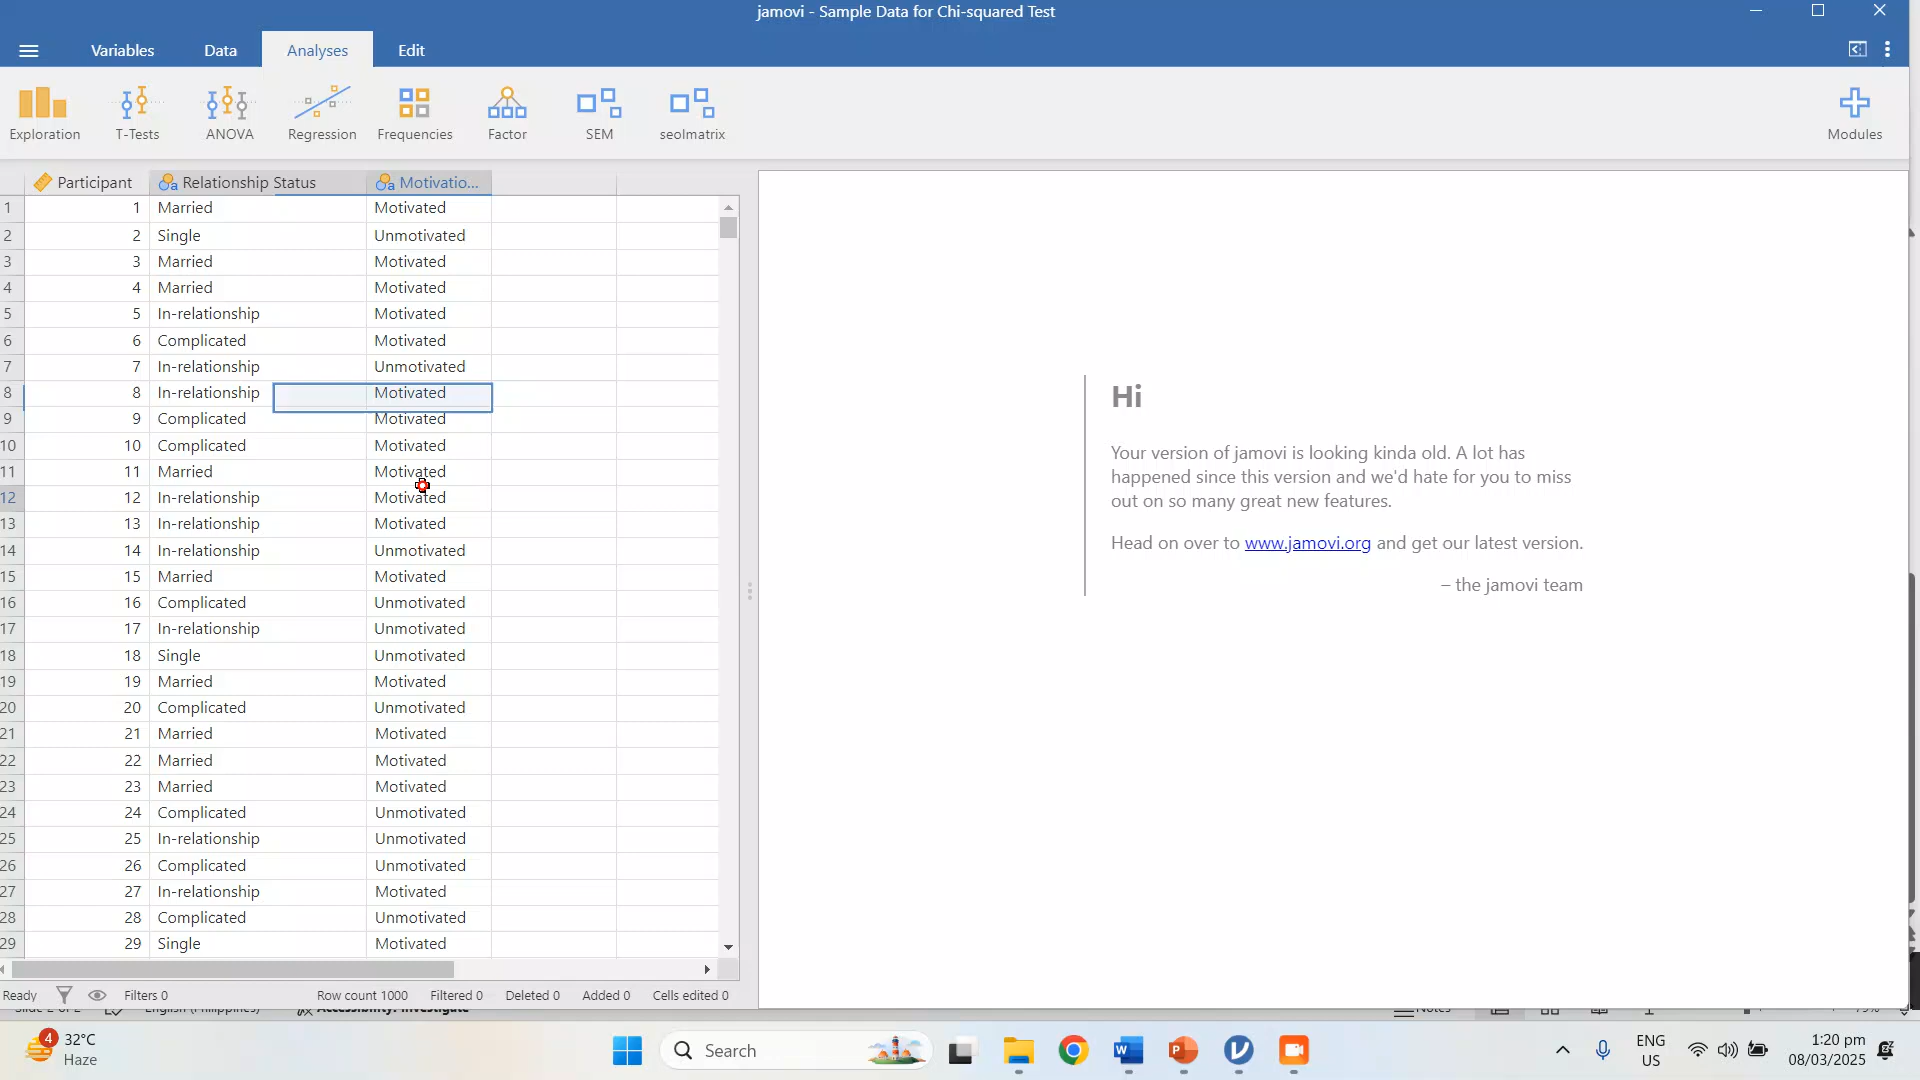 jamovi - Sample Data for Chi-squared Test
Variables Data Analyses Edit
Exploration T-Tests ANOVA Regression Frequencies Factor SEM seolmatrix Modules
Participant Relationship Status Motivatio...
1 1 Married Motivated
2 2 Single Unmotivated
3 3 Married Motivated
4 4 Married Motivated
5 5 In-relationship Motivated
6 6 Complicated Motivated
7 7 In-relationship Unmotivated
8 8 In-relationship Motivated
9 9 Complicated Motivated
10 10 Complicated Motivated
11 11 Married Motivated
12 12 In-relationship Motivated
13 13 In-relationship Motivated
14 14 In-relationship Unmotivated
15 15 Married Motivated
16 16 Complicated Unmotivated
17 17 In-relationship Unmotivated
18 18 Single Unmotivated
19 19 Married Motivated
20 20 Complicated Unmotivated
21 21 Married Motivated
22 22 Married Motivated
23 23 Married Motivated
24 24 Complicated Unmotivated
25 25 In-relationship Unmotivated
26 26 Complicated Unmotivated
27 27 In-relationship Motivated
28 28 Complicated Unmotivated
29 29 Single Motivated
Ready Filters 0 Row count 1000 Filtered 0 Deleted 0 Added 0 Cells edited 0
Hi
Your version of jamovi is looking kinda old. A lot has
happened since this version and we'd hate for you to miss
out on so many great new features.
Head on over to www.jamovi.org and get our latest version.
– the jamovi team
English (Philippines) Accessibility: Investigate Notes
4 32°C
Haze
Search
ENG
US
1:20 pm
08/03/2025